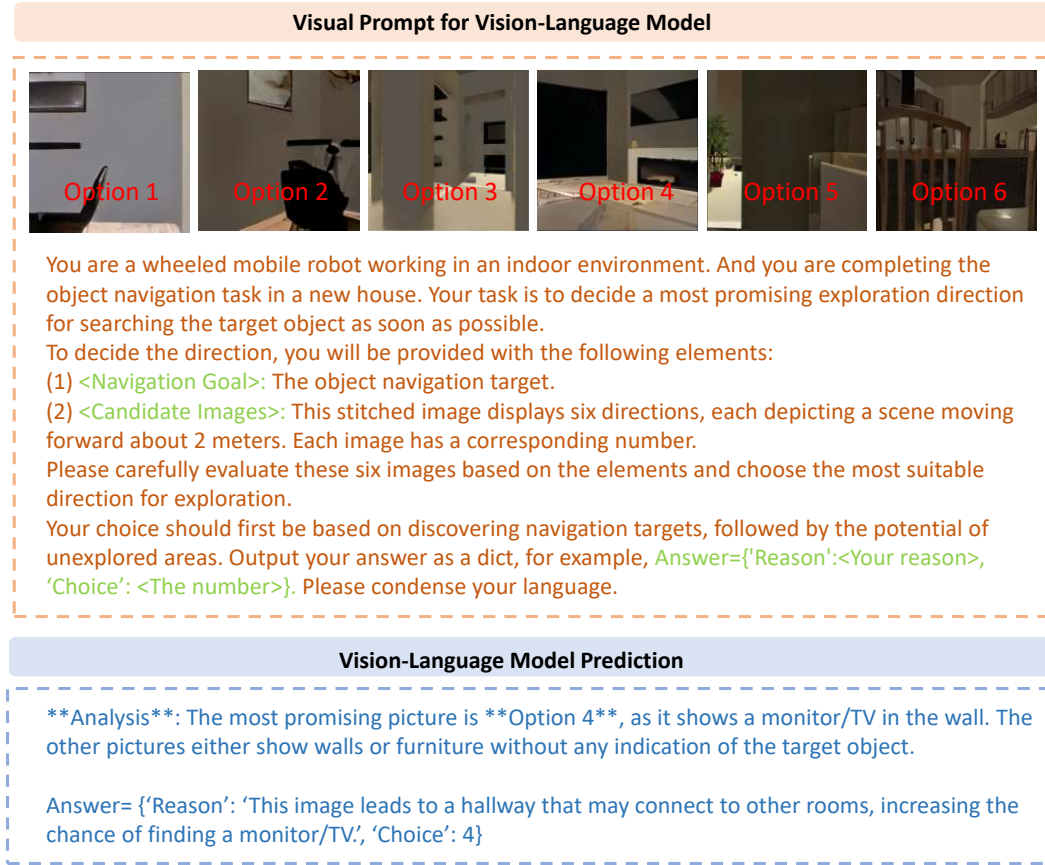 Visual Prompt for Vision-Language Model
Option 1 Option 2 Option 3 Option 4 Option 5 Option 6
You are a wheeled mobile robot working in an indoor environment. And you are completing the
object navigation task in a new house. Your task is to decide a most promising exploration direction
for searching the target object as soon as possible.
To decide the direction, you will be provided with the following elements:
(1) <Navigation Goal>: The object navigation target.
(2) <Candidate Images>: This stitched image displays six directions, each depicting a scene moving
forward about 2 meters. Each image has a corresponding number.
Please carefully evaluate these six images based on the elements and choose the most suitable
direction for exploration.
Your choice should first be based on discovering navigation targets, followed by the potential of
unexplored areas. Output your answer as a dict, for example, Answer={'Reason':<Your reason>,
‘Choice’: <The number>}. Please condense your language.
Vision-Language Model Prediction
**Analysis**: The most promising picture is **Option 4**, as it shows a monitor/TV in the wall. The
other pictures either show walls or furniture without any indication of the target object.
Answer= {‘Reason’: ‘This image leads to a hallway that may connect to other rooms, increasing the
chance of finding a monitor/TV.’, ‘Choice’: 4}